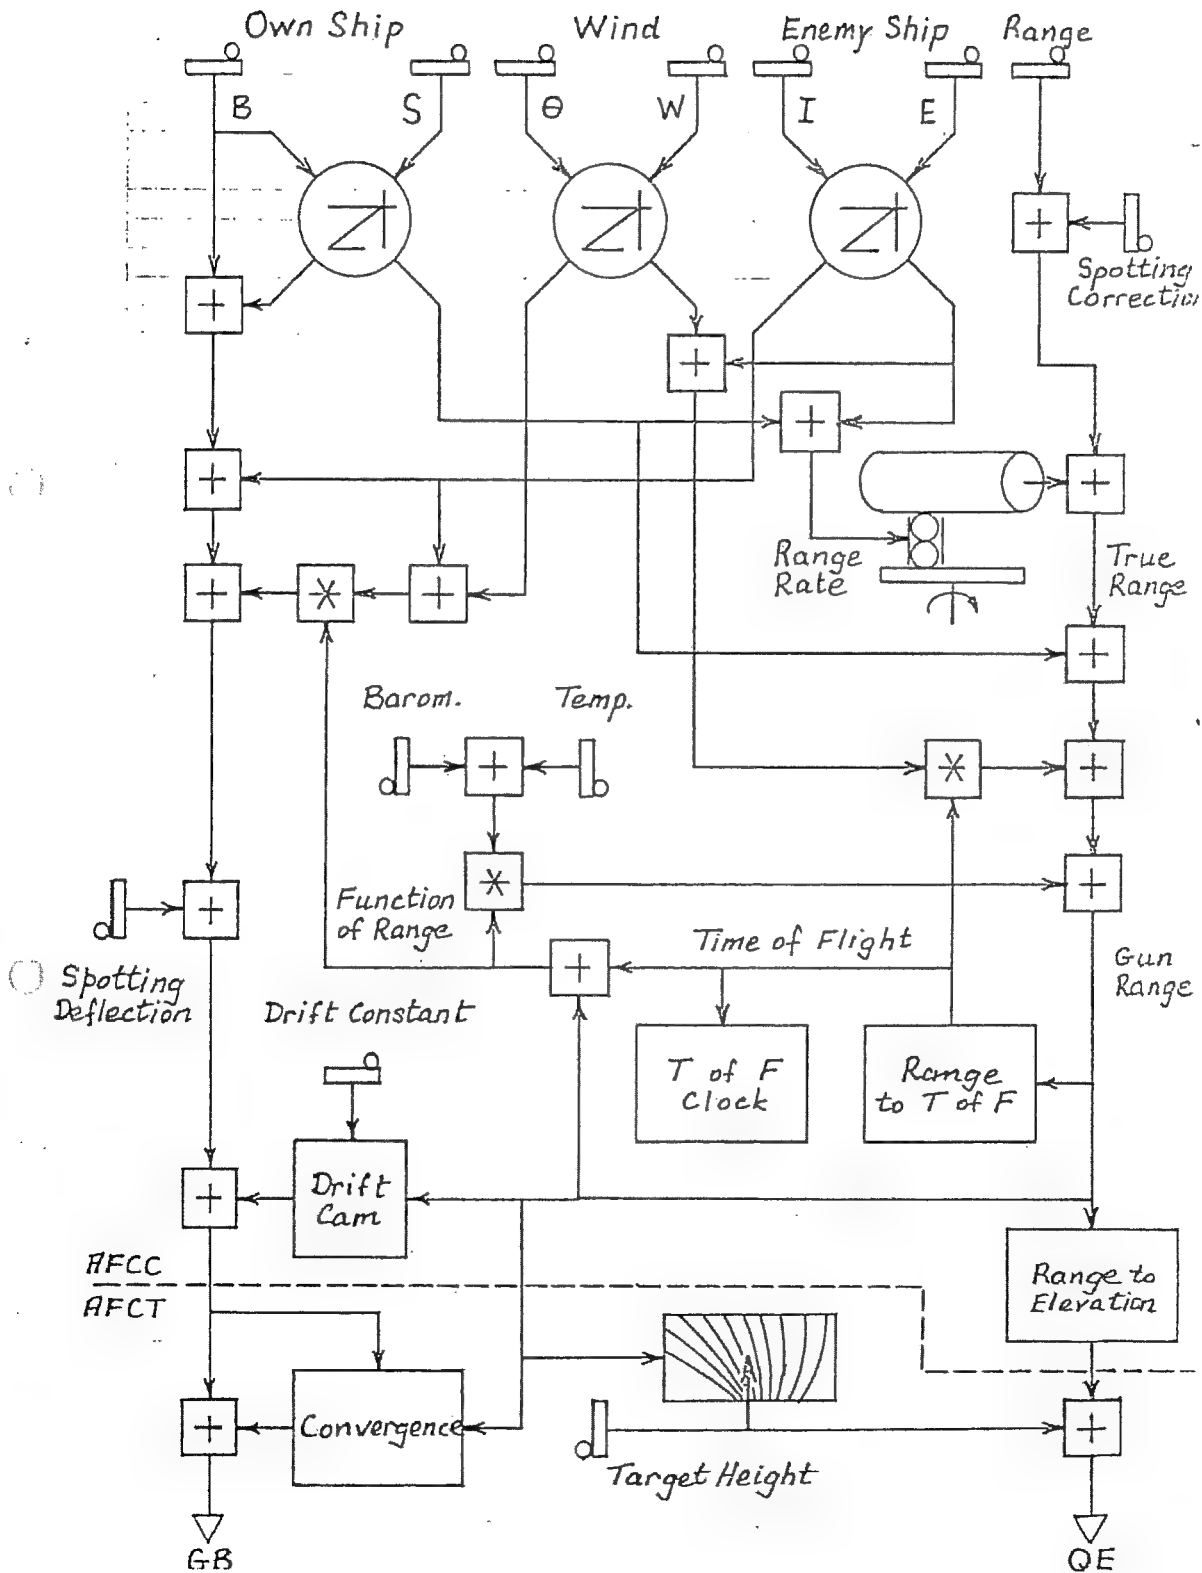 Own Ship
Wind
Enemy Ship
Range
B
S
Θ
W
I
E
+
Spotting
+
+
+
+
+
Range
Rate
True
Range
+
*
+
+
Barom.
Temp.
+
*
+
*
+
+
Function
of Range
Time of Flight
Gun
Range
+
Spotting
Deflection
Drift Constant
T of F
Clock
Range
to T of F
+
Drift
Cam
AFCC
AFCT
Range to
Elevation
+
Convergence
+
Target Height
GB
QE